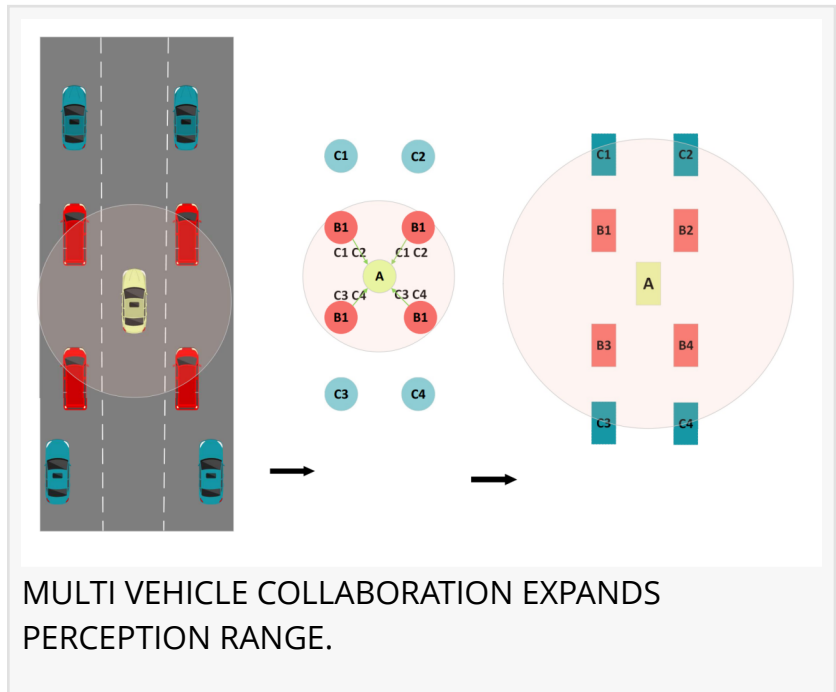 C1 C2 C1 C2
B1 B1 B1 B2
C1 C2 C1 C2
A A
C3 C4 C3 C4
B1 B1 B3 B4
C3 C4 C3 C4
MULTI VEHICLE COLLABORATION EXPANDS
PERCEPTION RANGE.